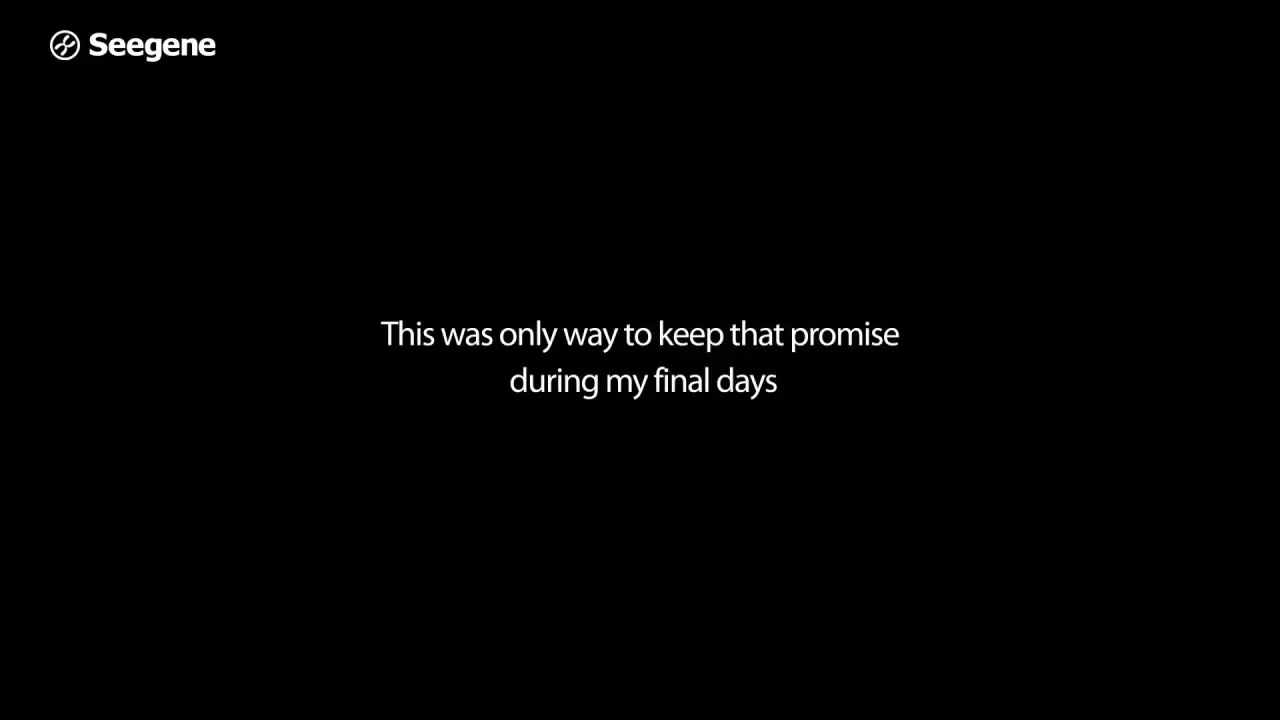 Seegene
This was only way to keep that promise
during my final days